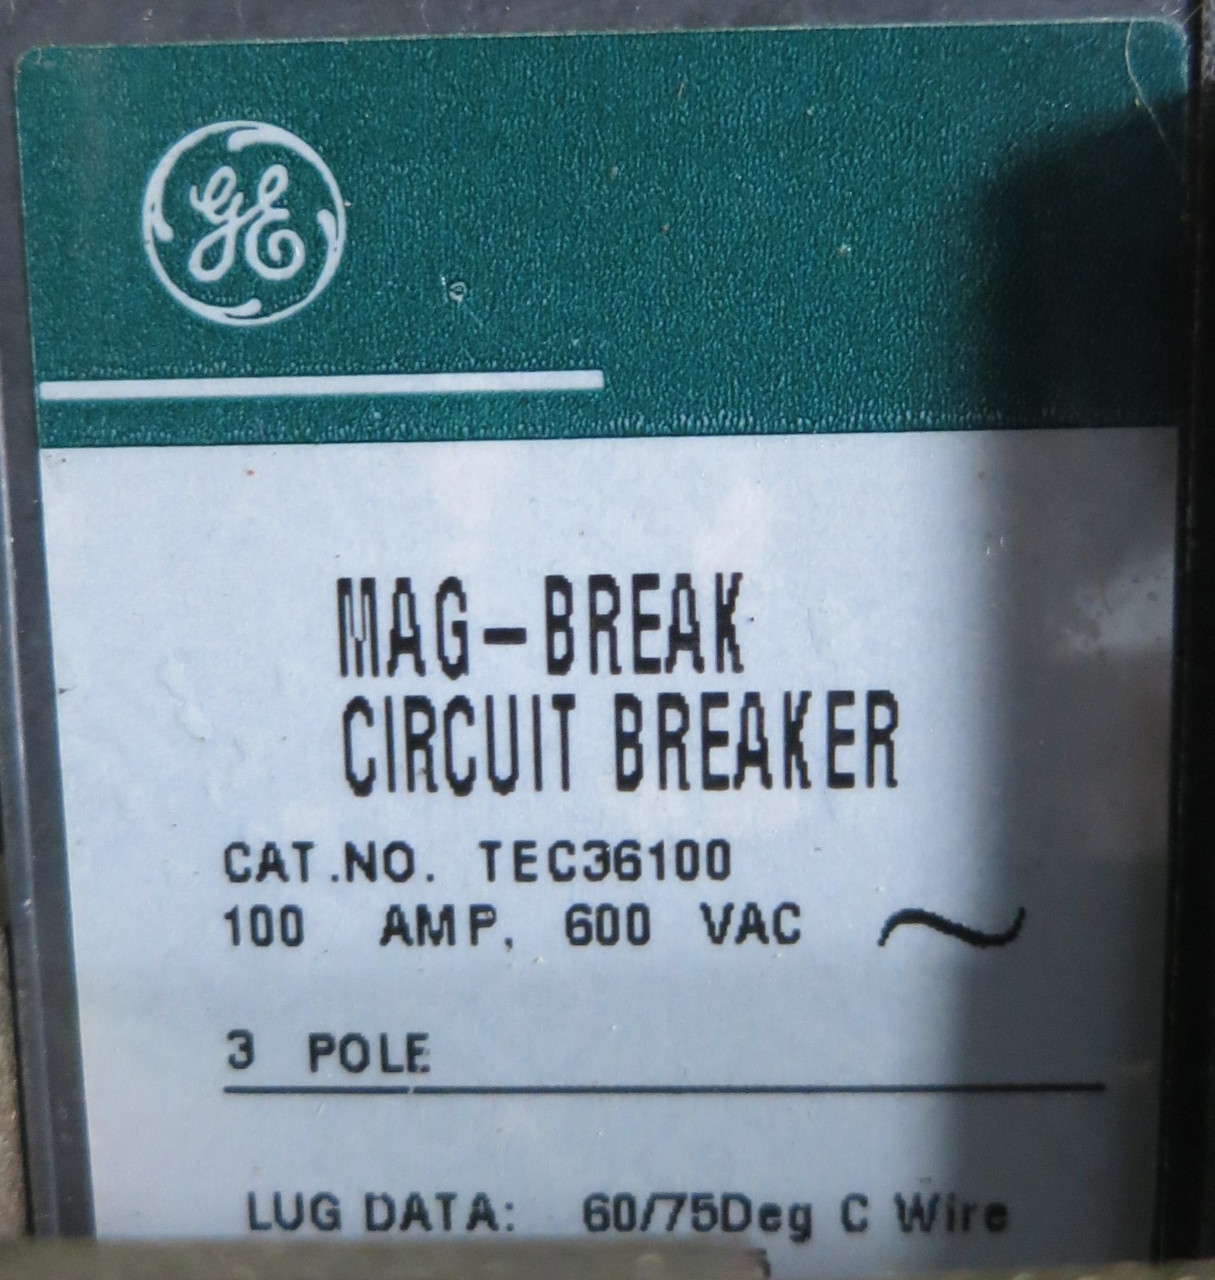 GE
MAG-BREAK
CIRCUIT BREAKER
CAT.NO. TEC36100
100 AMP, 600 VAC ~
3 POLE
LUG DATA: 60/75Deg C Wire